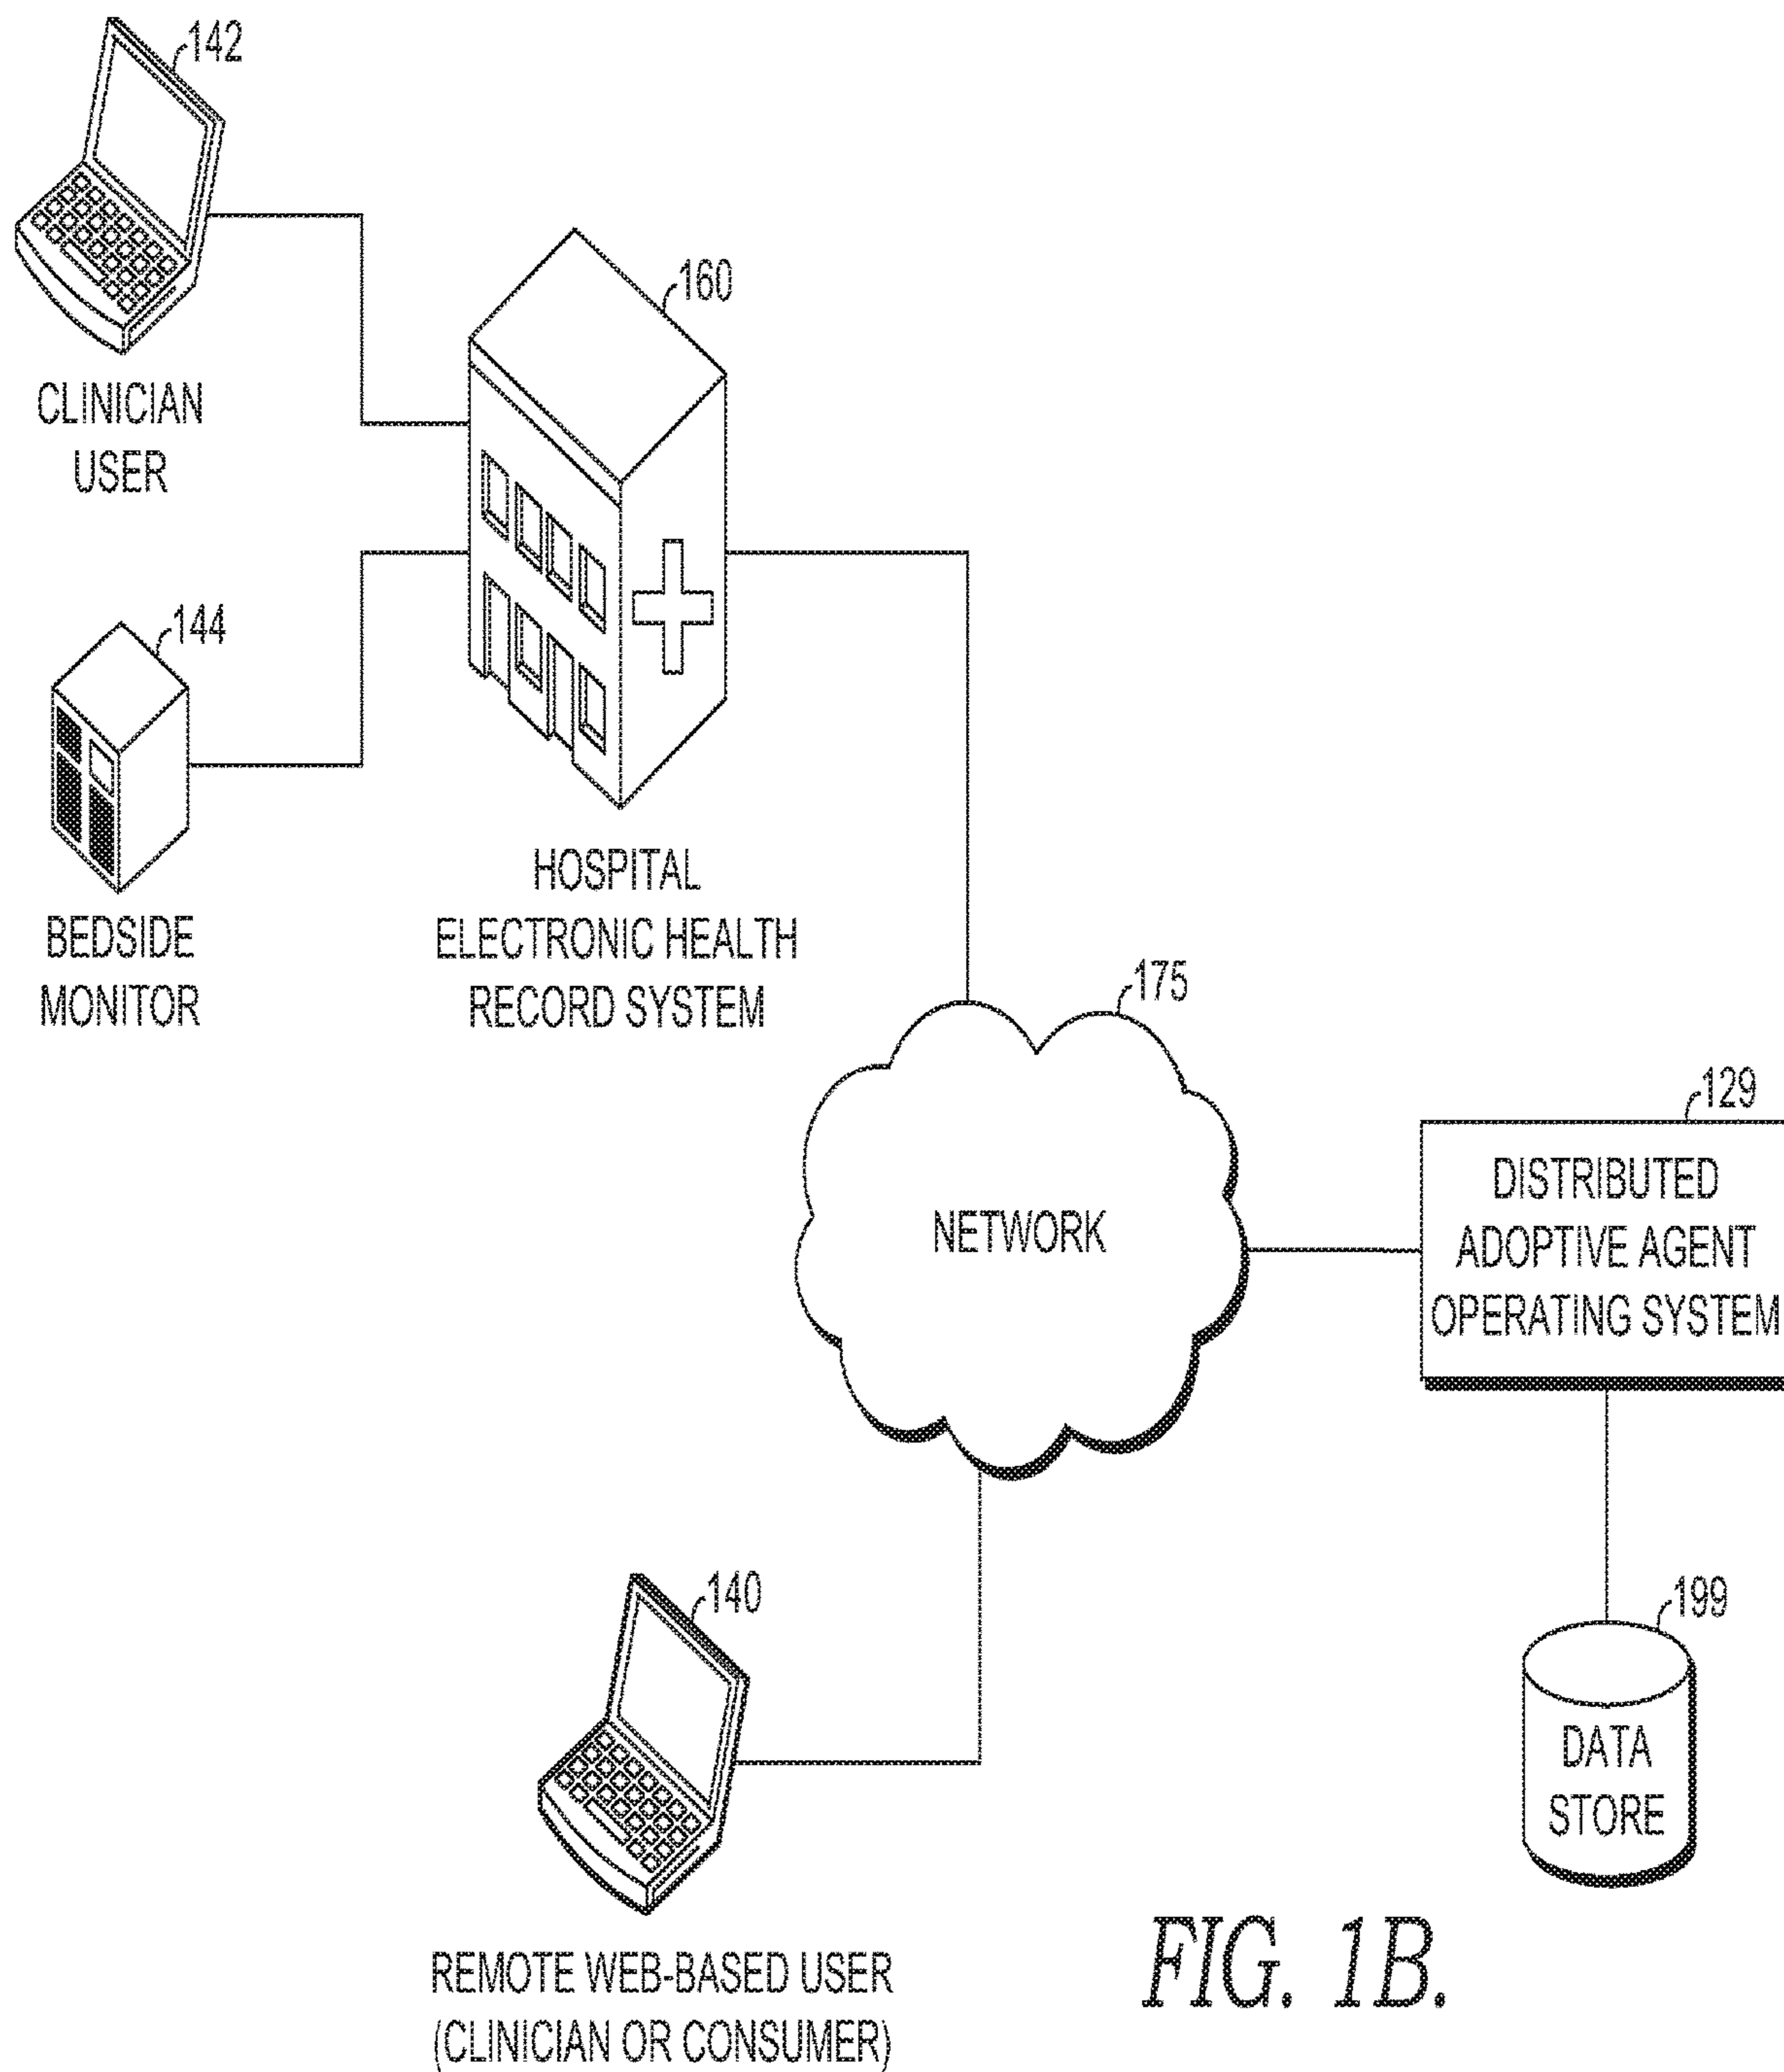 142
CLINICIAN
USER
160
144
BEDSIDE
MONITOR
HOSPITAL
ELECTRONIC HEALTH
RECORD SYSTEM
175
NETWORK
129
DISTRIBUTED
ADOPTIVE AGENT
OPERATING SYSTEM
140
REMOTE WEB-BASED USER
(CLINICIAN OR CONSUMER)
199
DATA
STORE
FIG. 1B.